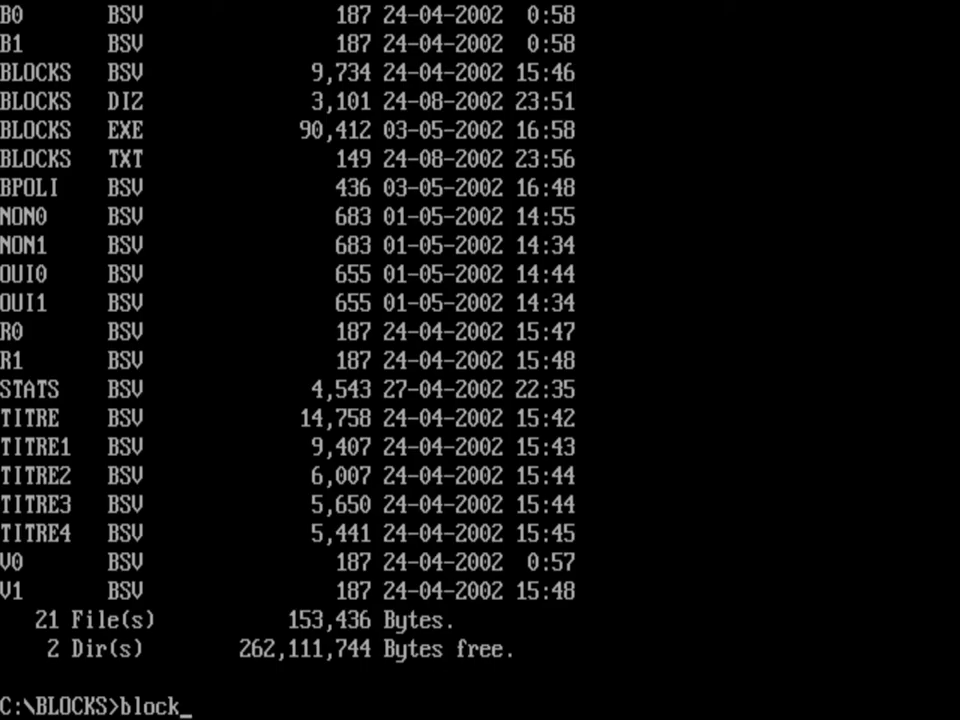 B0       BSV              187 24-04-2002  0:58
B1       BSV              187 24-04-2002  0:58
BLOCKS   BSV            9,734 24-04-2002 15:46
BLOCKS   DIZ            3,101 24-08-2002 23:51
BLOCKS   EXE           90,412 03-05-2002 16:58
BLOCKS   TXT              149 24-08-2002 23:56
BPOLI    BSV              436 03-05-2002 16:48
NON0     BSV              683 01-05-2002 14:55
NON1     BSV              683 01-05-2002 14:34
OUI0     BSV              655 01-05-2002 14:44
OUI1     BSV              655 01-05-2002 14:34
R0       BSV              187 24-04-2002 15:47
R1       BSV              187 24-04-2002 15:48
STATS    BSV            4,543 27-04-2002 22:35
TITRE    BSV           14,758 24-04-2002 15:42
TITRE1   BSV            9,407 24-04-2002 15:43
TITRE2   BSV            6,007 24-04-2002 15:44
TITRE3   BSV            5,650 24-04-2002 15:44
TITRE4   BSV            5,441 24-04-2002 15:45
V0       BSV              187 24-04-2002  0:57
V1       BSV              187 24-04-2002 15:48
   21 File(s)           153,436 Bytes.
    2 Dir(s)        262,111,744 Bytes free.
C:\BLOCKS>block_